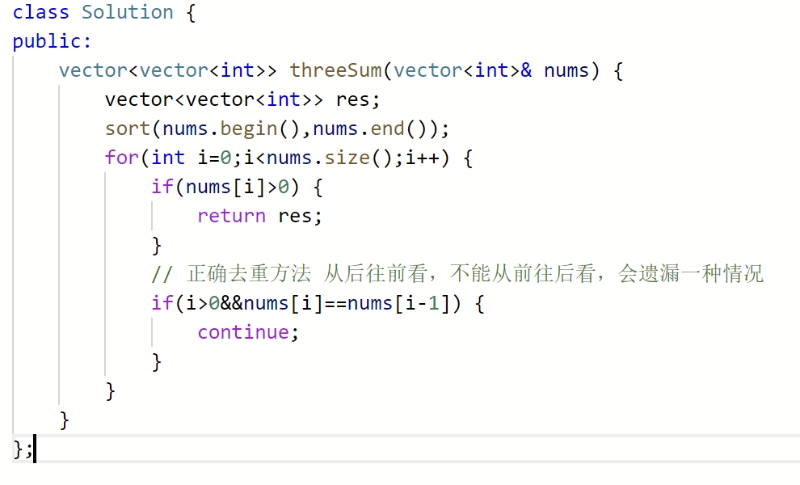 class Solution {
public:
    vector<vector<int>> threeSum(vector<int>& nums) {
        vector<vector<int>> res;
        sort(nums.begin(),nums.end());
        for(int i=0;i<nums.size();i++) {
            if(nums[i]>0) {
                return res;
            }
            // 正确去重方法 从后往前看，不能从前往后看，会遗漏一种情况
            if(i>0&&nums[i]==nums[i-1]) {
                continue;
            }
        }
    }
};